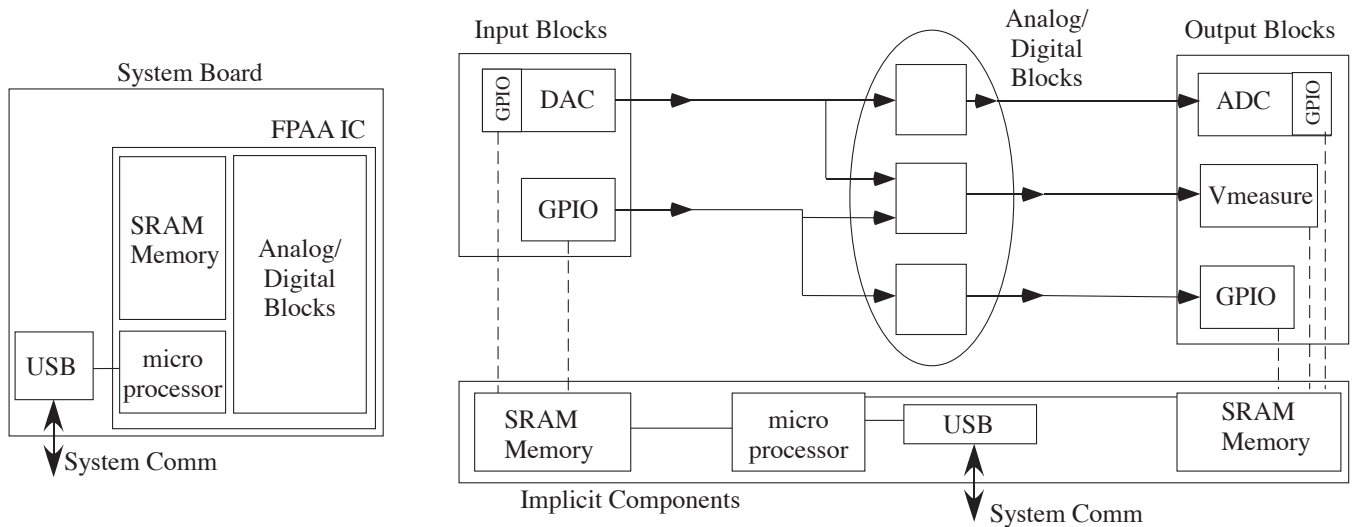 System Board
FPAA IC
SRAM
Memory
Analog/
Digital
Blocks
USB
micro
processor
System Comm
Input Blocks
GPIO
DAC
GPIO
Analog/
Digital
Blocks
Output Blocks
ADC
GPIO
Vmeasure
GPIO
SRAM
Memory
micro
processor
USB
SRAM
Memory
Implicit Components
System Comm